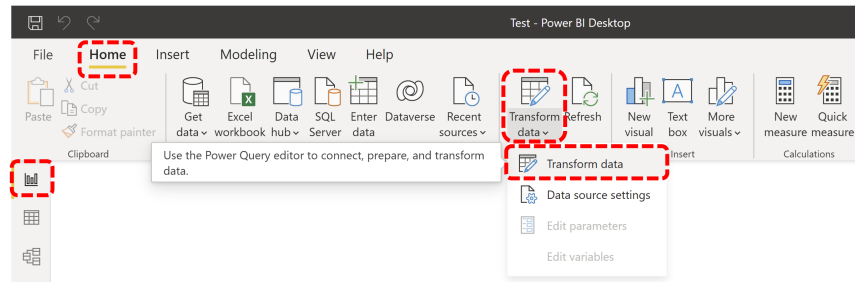 Test - Power BI Desktop
File Home Insert Modeling View Help
Cut
Copy
Format painter
Paste
Clipboard
Get data
Excel workbook
Data hub
SQL Server
Enter data
Dataverse
Recent sources
Transform data
Refresh
New visual
Text box
More visuals
Insert
New measure
Quick measure
Calculations
Use the Power Query editor to connect, prepare, and transform
data.
Transform data
Data source settings
Edit parameters
Edit variables